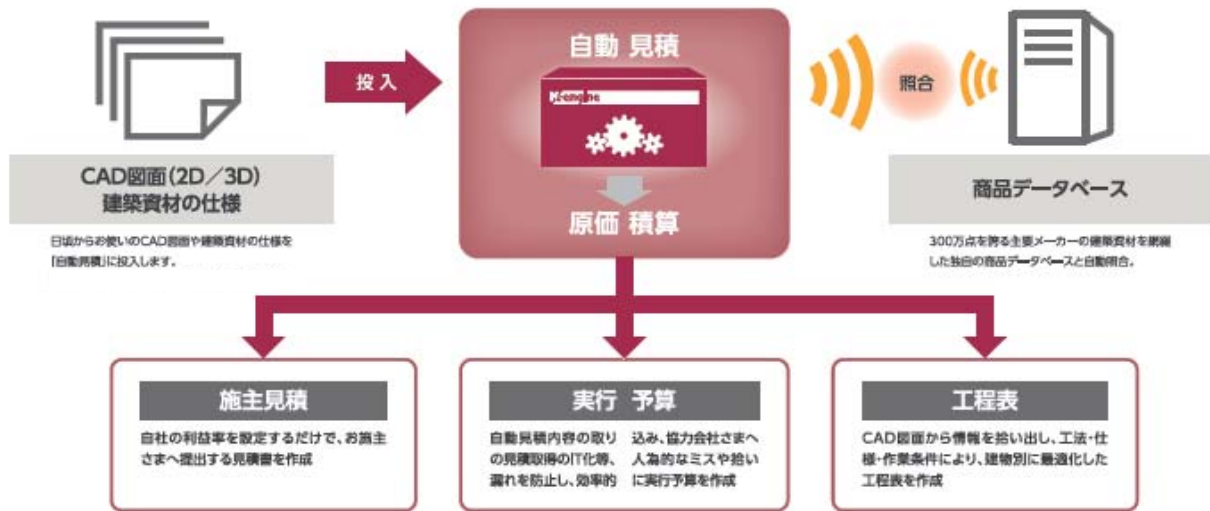 自動 見積
投入
K-engine
照合
CAD図面(2D/3D)
建築資材の仕様
原価 積算
商品データベース
日頃からお使いのCAD図面や建築資材の仕様を
「自動見積」に投入します。
300万点を誇る主要メーカーの建築資材を網羅
した独自の商品データベースと自動照合。
施主見積
自社の利益率を設定するだけで、お施主
さまへ提出する見積書を作成
実行 予算
自動見積内容の取り 込み、協力会社さまへ
の見積取得のIT化等、 人為的なミスや拾い
漏れを防止し、効率的 に実行予算を作成
工程表
CAD図面から情報を拾い出し、工法・仕
様・作業条件により、建物別に最適化した
工程表を作成